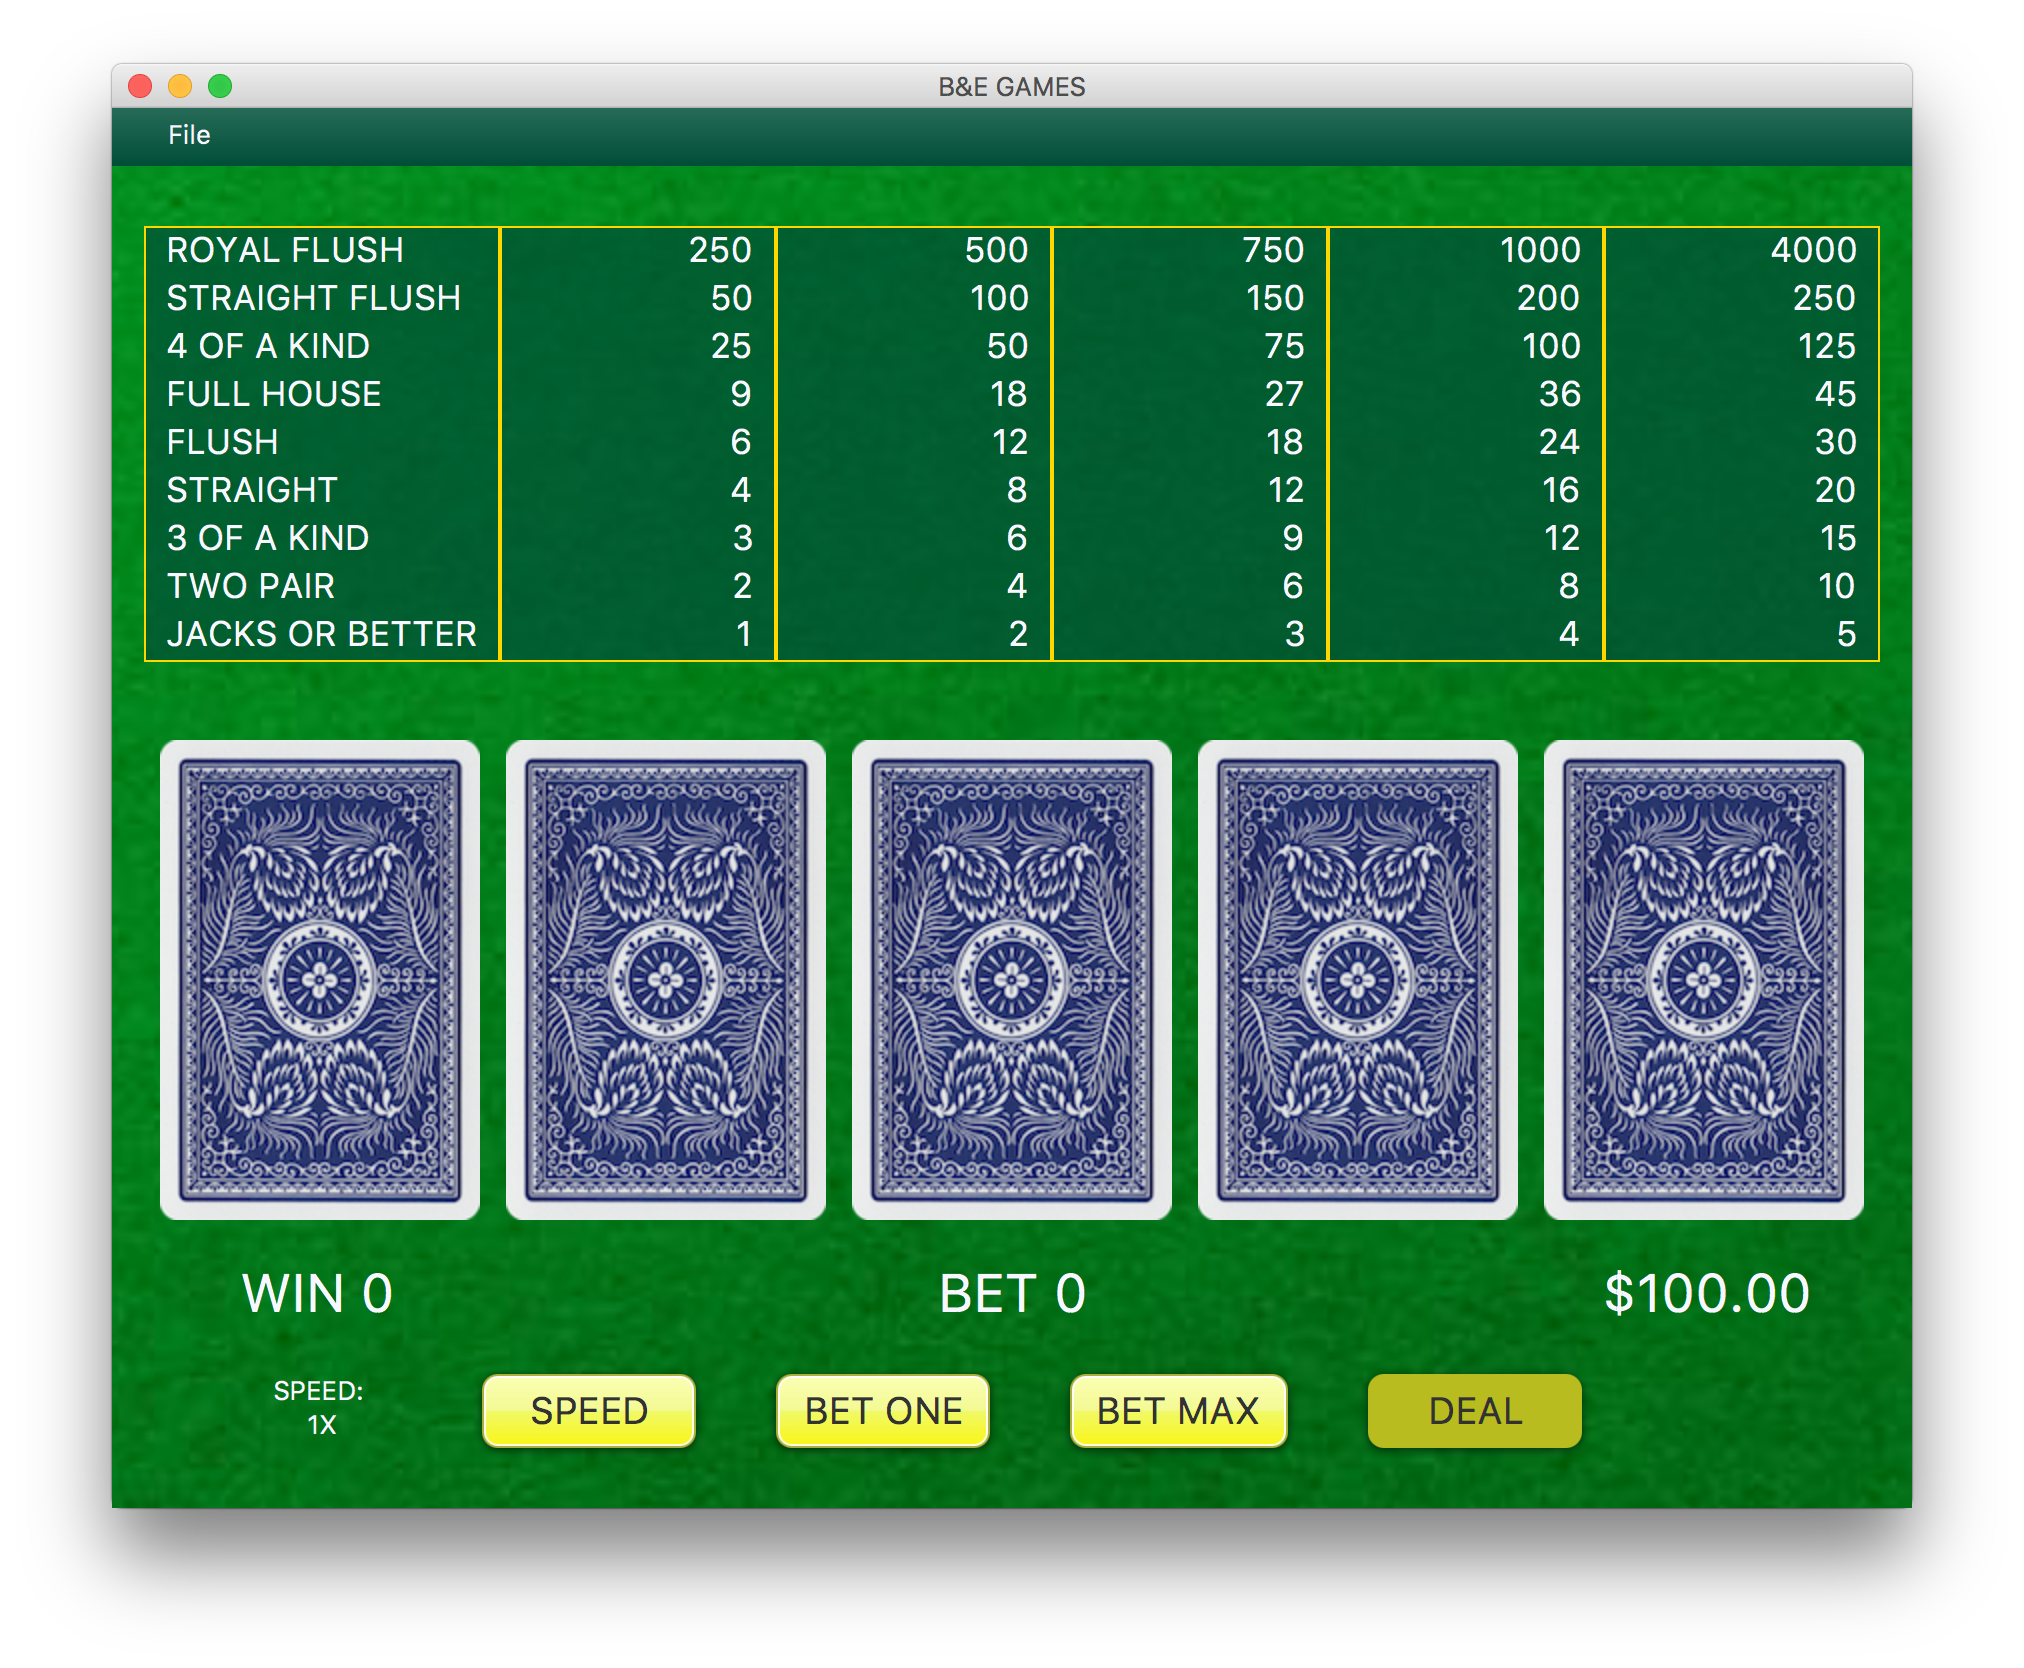 B&E GAMES
File
ROYAL FLUSH 250 500 750 1000 4000
STRAIGHT FLUSH 50 100 150 200 250
4 OF A KIND 25 50 75 100 125
FULL HOUSE 9 18 27 36 45
FLUSH 6 12 18 24 30
STRAIGHT 4 8 12 16 20
3 OF A KIND 3 6 9 12 15
TWO PAIR 2 4 6 8 10
JACKS OR BETTER 1 2 3 4 5
WIN 0 BET 0 $100.00
SPEED:
1X
SPEED BET ONE BET MAX DEAL